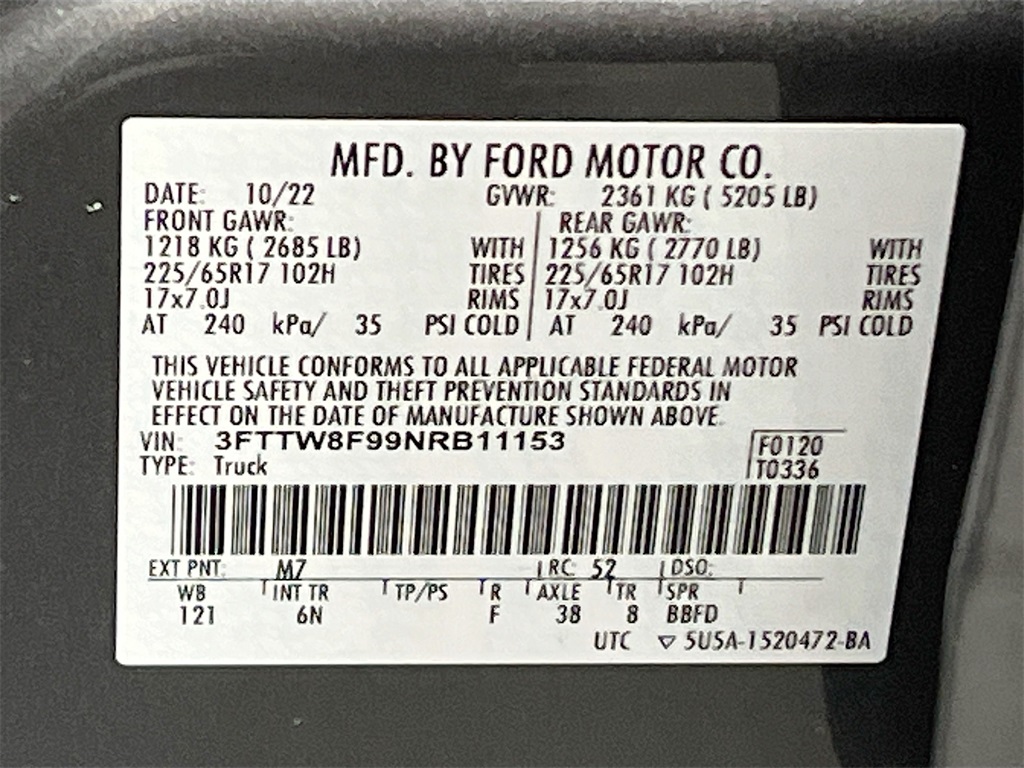 MFD. BY FORD MOTOR CO.
DATE: 10/22 GVWR: 2361 KG ( 5205 LB)
FRONT GAWR: REAR GAWR:
1218 KG ( 2685 LB) WITH 1256 KG ( 2770 LB) WITH
225/65R17 102H TIRES 225/65R17 102H TIRES
17x7.0J RIMS 17x7.0J RIMS
AT 240 kPa/ 35 PSI COLD AT 240 kPa/ 35 PSI COLD
THIS VEHICLE CONFORMS TO ALL APPLICABLE FEDERAL MOTOR
VEHICLE SAFETY AND THEFT PREVENTION STANDARDS IN
EFFECT ON THE DATE OF MANUFACTURE SHOWN ABOVE.
VIN: 3FTTW8F99NRB11153 F0120
TYPE: Truck T0336
EXT PNT: M7 RC: 52 DSO:
WB INT TR TP/PS R AXLE TR SPR
121 6N F 38 8 BBFD
UTC ▽ 5U5A-1520472-BA